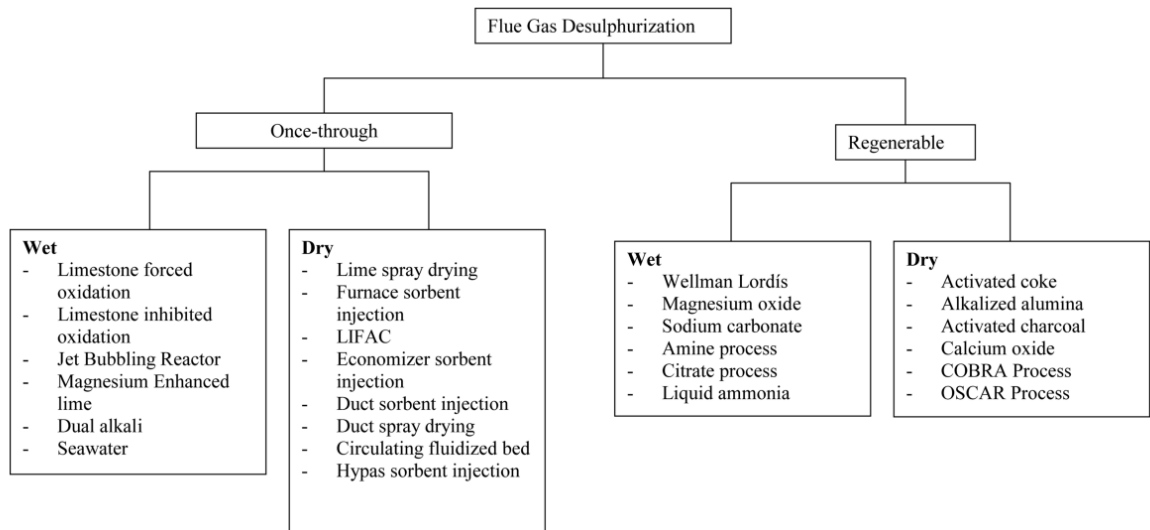 Flue Gas Desulphurization
Once-through
Regenerable
Wet
- Limestone forced
oxidation
- Limestone inhibited
oxidation
- Jet Bubbling Reactor
- Magnesium Enhanced
lime
- Dual alkali
- Seawater
Dry
- Lime spray drying
- Furnace sorbent
injection
- LIFAC
- Economizer sorbent
injection
- Duct sorbent injection
- Duct spray drying
- Circulating fluidized bed
- Hypas sorbent injection
Wet
- Wellman Lordís
- Magnesium oxide
- Sodium carbonate
- Amine process
- Citrate process
- Liquid ammonia
Dry
- Activated coke
- Alkalized alumina
- Activated charcoal
- Calcium oxide
- COBRA Process
- OSCAR Process